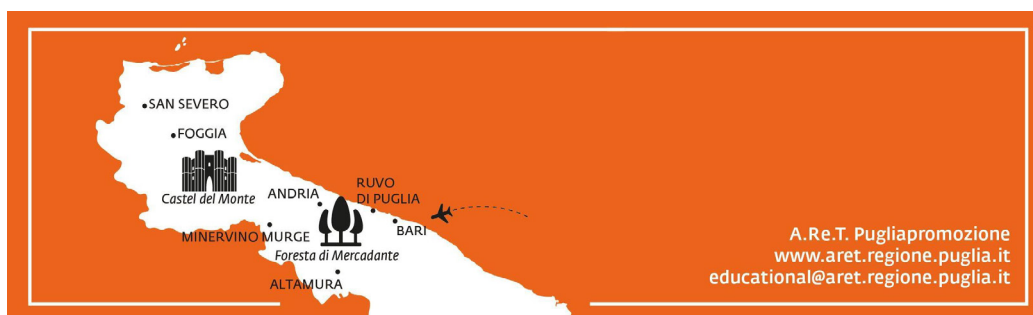 SAN SEVERO
FOGGIA
Castel del Monte
ANDRIA
RUVO
DI PUGLIA
BARI
MINERVINO MURGE
Foresta di Mercadante
ALTAMURA
A.Re.T. Pugliapromozione
www.aret.regione.puglia.it
educational@aret.regione.puglia.it